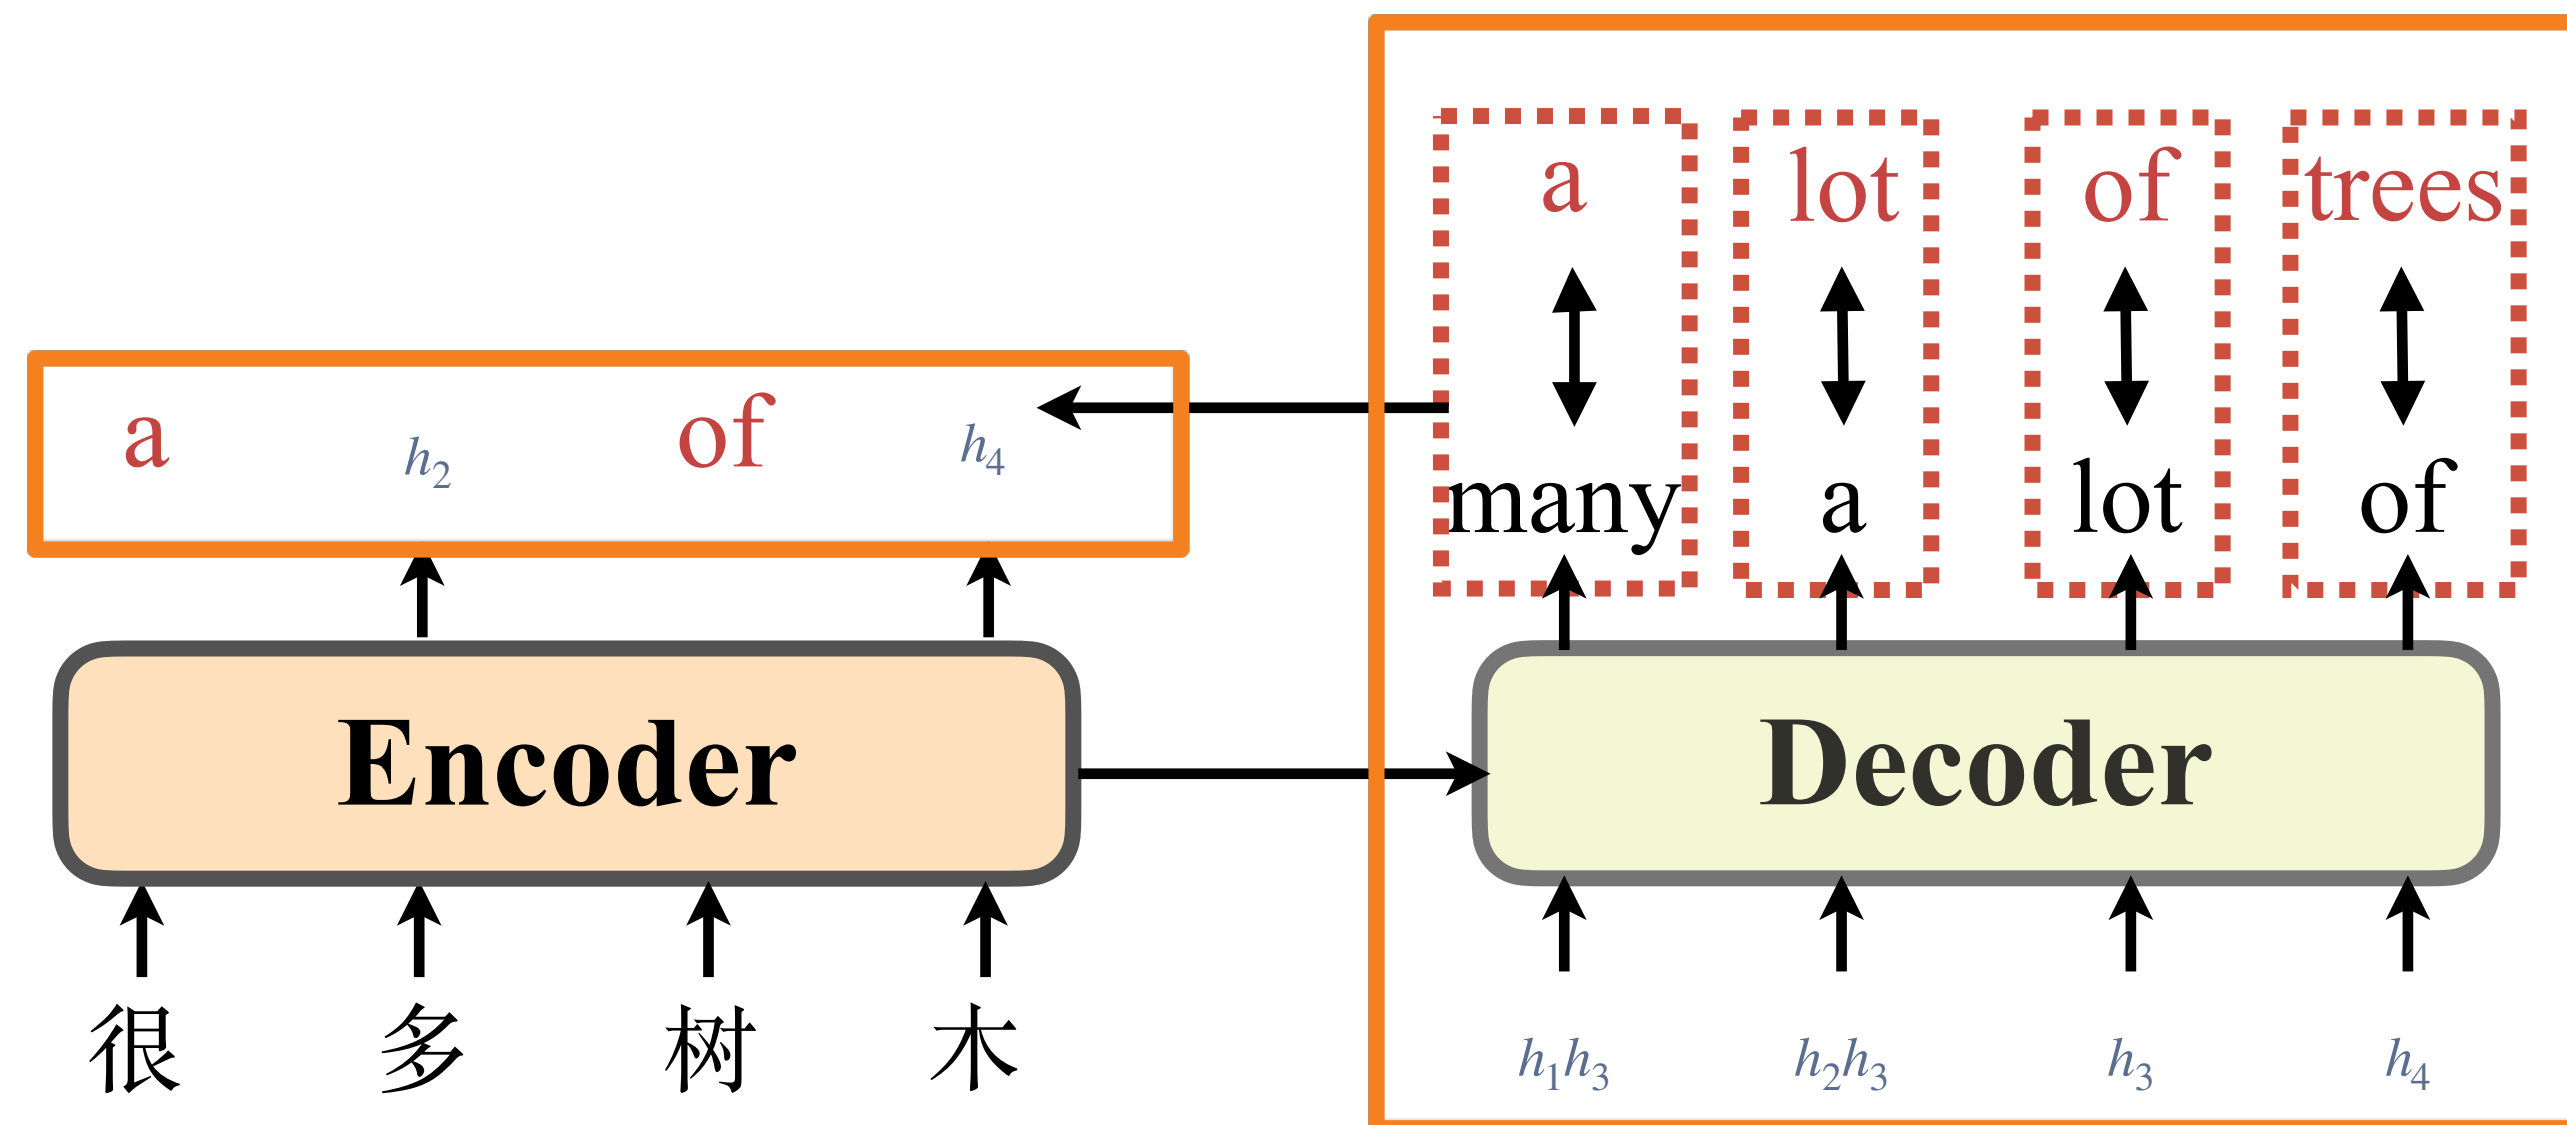 a lot of trees
a h₂ of h₄
many a lot of
Encoder Decoder
很 多 树 木
h₁h₃ h₂h₃ h₃ h₄